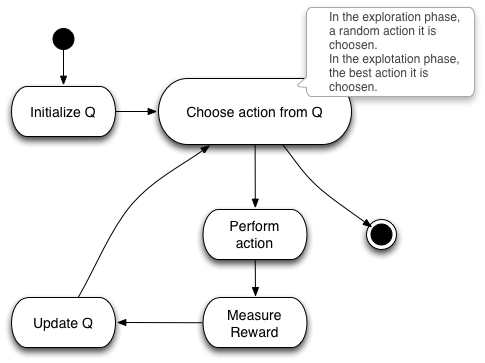 In the exploration phase,
a random action it is
choosen.
In the explotation phase,
the best action it is
choosen.
Initialize Q
Choose action from Q
Perform
action
Measure
Reward
Update Q